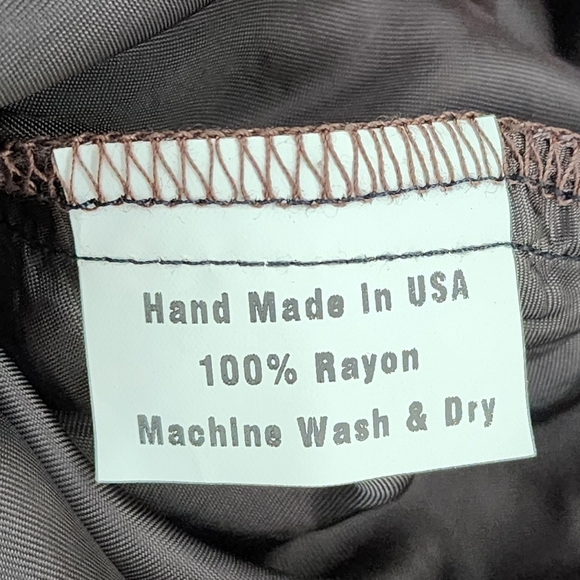 Hand Made In USA
100% Rayon
Machine Wash & Dry